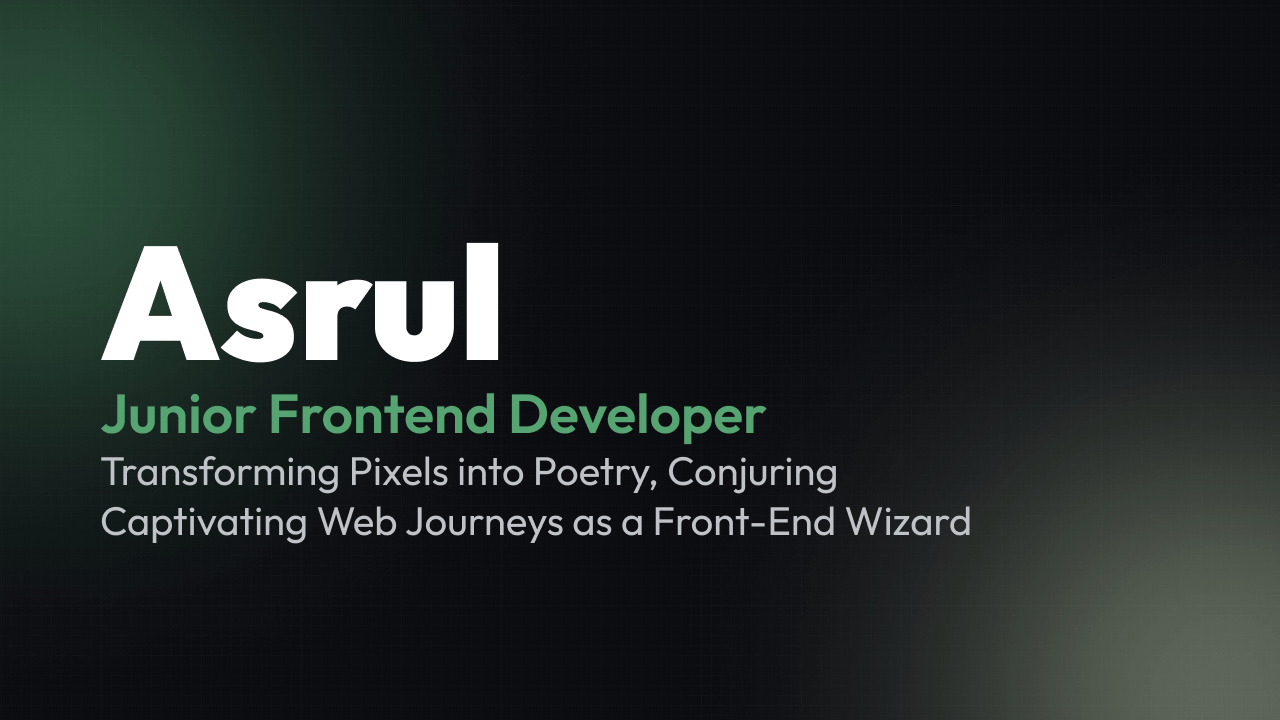 Asrul
Junior Frontend Developer
Transforming Pixels into Poetry, Conjuring
Captivating Web Journeys as a Front-End Wizard